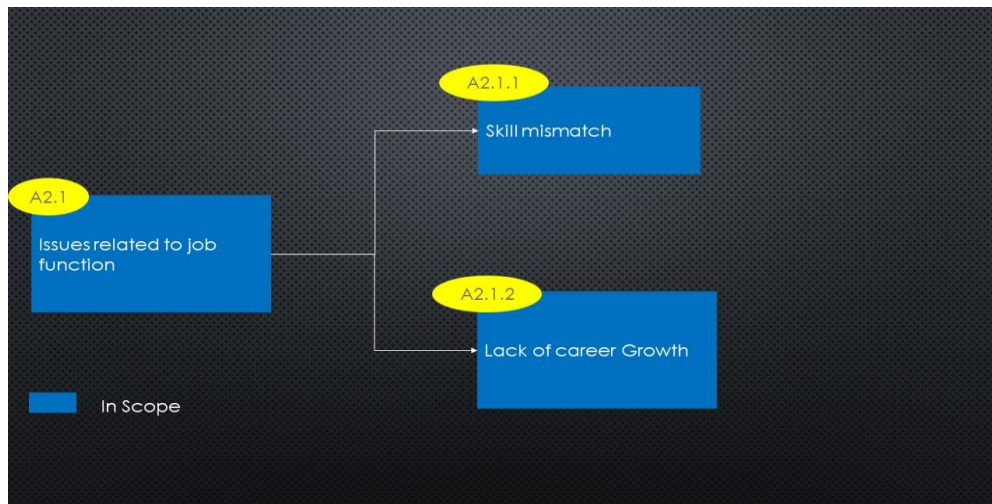 A2.1.1
Skill mismatch
A2.1
Issues related to job
function
A2.1.2
Lack of career Growth
In Scope